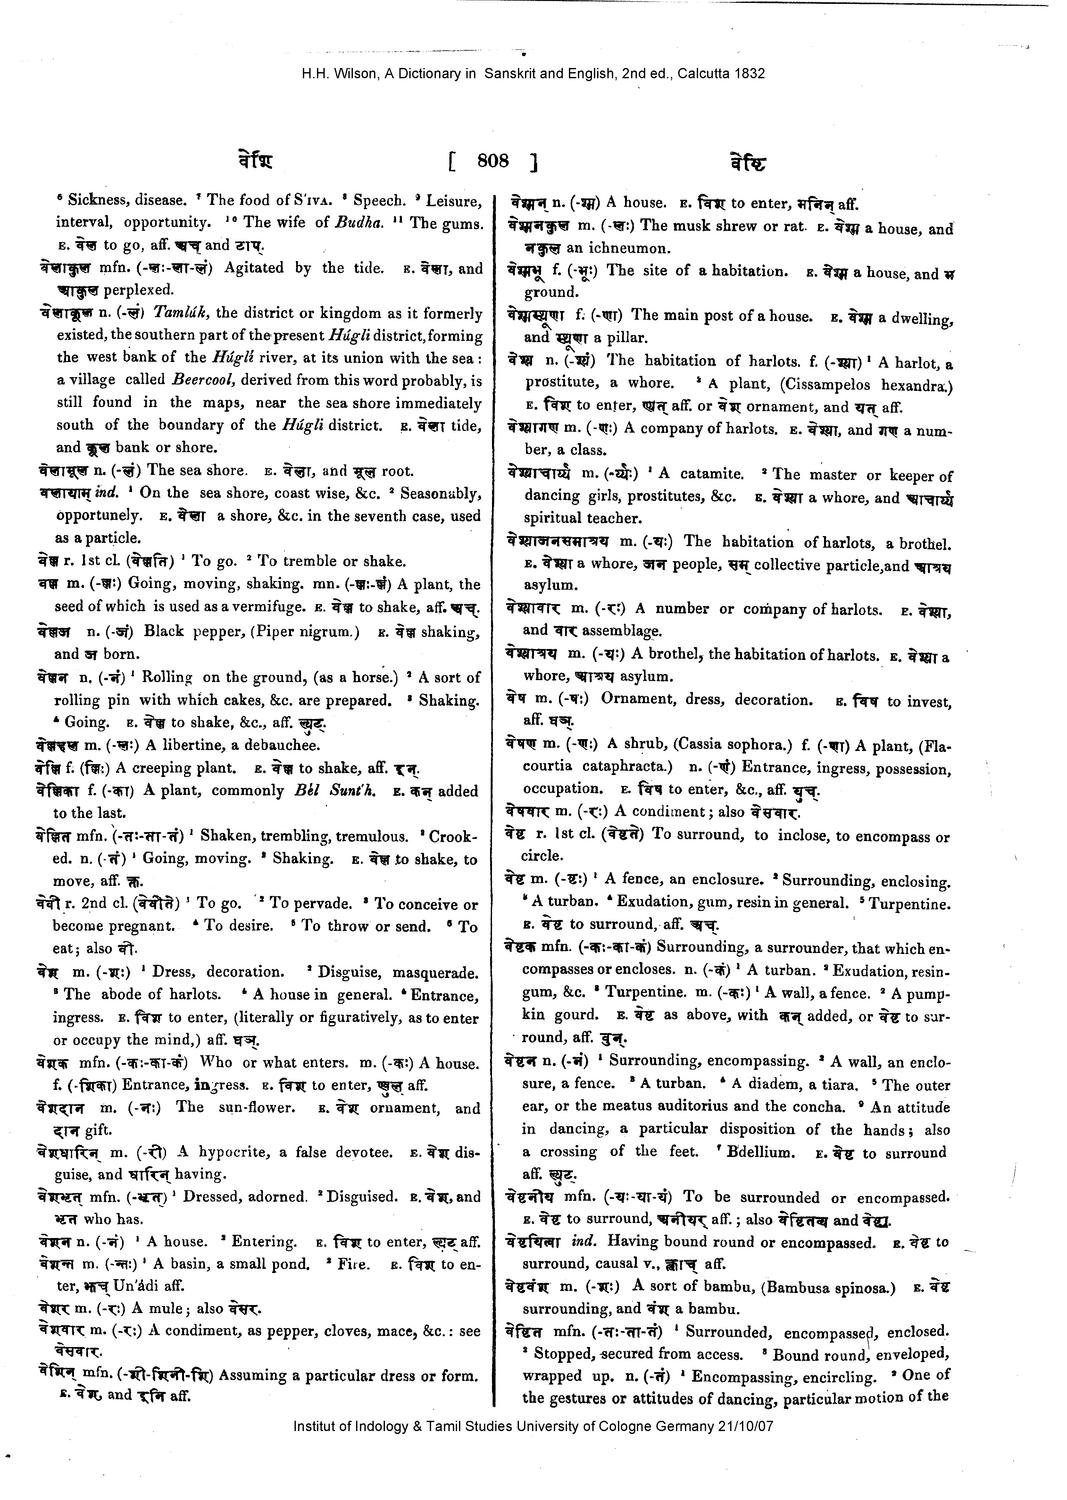 H.H. Wilson, A Dictionary in Sanskrit and English, 2nd ed., Calcutta 1832
वेशि [ 808 ] वेष्टि
⁶ Sickness, disease. ⁷ The food of S'IVA. ⁸ Speech. ⁹ Leisure,
interval, opportunity. ¹⁰ The wife of Budha. ¹¹ The gums.
E. वेल to go, aff. अच् and टाप्.
वेलाकुल mfn. (-लः-ला-लं) Agitated by the tide. E. वेला, and
आकुल perplexed.
वेलाकूल n. (-लं) Tamlúk, the district or kingdom as it formerly
existed, the southern part of the present Húgli district, forming
the west bank of the Húgli river, at its union with the sea :
a village called Beercool, derived from this word probably, is
still found in the maps, near the sea shore immediately
south of the boundary of the Húgli district. E. वेला tide,
and कूल bank or shore.
वेलामूल n. (-लं) The sea shore. E. वेला, and मूल root.
वलायाम् ind. ¹ On the sea shore, coast wise, &c. ² Seasonably,
opportunely. E. वेला a shore, &c. in the seventh case, used
as a particle.
वेल्ल r. 1st cl. (वेल्लति) ¹ To go. ² To tremble or shake.
वल्ल m. (-ल्लः) Going, moving, shaking. mn. (-ल्लः-ल्लं) A plant, the
seed of which is used as a vermifuge. E. वेल्ल to shake, aff. अच्.
वेल्लज n. (-जं) Black pepper, (Piper nigrum.) E. वेल्ल shaking,
and ज born.
वेल्लन n. (-नं) ¹ Rolling on the ground, (as a horse.) ² A sort of
rolling pin with which cakes, &c. are prepared. ³ Shaking.
⁴ Going. E. वेल्ल to shake, &c., aff. ल्युट्.
वेल्लहल m. (-लः) A libertine, a debauchee.
वेल्लि f. (ल्लिः) A creeping plant. E. वेल्ल to shake, aff. इन्.
वेल्लिका f. (-का) A plant, commonly Bèl Sunt'h. E. कन् added
to the last.
वेल्लित mfn. (-तः-ता-तं) ¹ Shaken, trembling, tremulous. ² Crook-
ed. n. (-तं) ¹ Going, moving. ² Shaking. E. वेल्ल to shake, to
move, aff. क्त.
वेवी r. 2nd cl. (वेवीते) ¹ To go. ² To pervade. ³ To conceive or
become pregnant. ⁴ To desire. ⁵ To throw or send. ⁶ To
eat; also वी.
वेश m. (-शः) ¹ Dress, decoration. ² Disguise, masquerade.
³ The abode of harlots. ⁴ A house in general. ⁵ Entrance,
ingress. E. विश to enter, (literally or figuratively, as to enter
or occupy the mind,) aff. घञ्.
वेशक mfn. (-कः-का-कं) Who or what enters. m. (-कः) A house.
f. (-शिका) Entrance, ingress. E. विश to enter, ण्वुल् aff.
वेशदान m. (-नः) The sun-flower. E. वेश ornament, and
दान gift.
वेशधारिन् m. (-री) A hypocrite, a false devotee. E. वेश dis-
guise, and धारिन् having.
वेशभृत् mfn. (-भृत्) ¹ Dressed, adorned. ² Disguised. E. वेश, and
भृत who has.
वेशन n. (-नं) ¹ A house. ² Entering. E. विश to enter, ल्युट् aff.
वेशन्त m. (-न्तः) ¹ A basin, a small pond. ² Fire. E. विश to en-
ter, झच् Un'ádi aff.
वेशर m. (-रः) A mule; also वेसर.
वेशवार m. (-रः) A condiment, as pepper, cloves, mace, &c. : see
वेसवार.
वेशिन् mfn. (-शी-शिनी-शि) Assuming a particular dress or form.
E. वेश, and इनि aff.
वेश्मन् n. (-श्म) A house. E. विश to enter, मनिन् aff.
वेश्मनकुल m. (-लः) The musk shrew or rat. E. वेश्म a house, and
नकुल an ichneumon.
वेश्मभू f. (-भूः) The site of a habitation. E. वेश्म a house, and भ
ground.
वेश्मस्थूणा f. (-णा) The main post of a house. E. वेश्म a dwelling,
and स्थूणा a pillar.
वेश्य n. (-श्यं) The habitation of harlots. f. (-श्या) ¹ A harlot, a
prostitute, a whore. ² A plant, (Cissampelos hexandra.)
E. विश to enter, ण्यत् aff. or वेश ornament, and यत् aff.
वेश्यागण m. (-णः) A company of harlots. E. वेश्या, and गण a num-
ber, a class.
वेश्याचार्य्य m. (-र्य्यः) ¹ A catamite. ² The master or keeper of
dancing girls, prostitutes, &c. E. वेश्या a whore, and आचार्य्य
spiritual teacher.
वेश्याजनसमाश्रय m. (-यः) The habitation of harlots, a brothel.
E. वेश्या a whore, जन people, सम् collective particle, and आश्रय
asylum.
वेश्यावार m. (-रः) A number or company of harlots. E. वेश्या,
and वार assemblage.
वेश्याश्रय m. (-यः) A brothel, the habitation of harlots. E. वेश्या a
whore, आश्रय asylum.
वेष m. (-षः) Ornament, dress, decoration. E. विष to invest,
aff. घञ्.
वेषण m. (-णः) A shrub, (Cassia sophora.) f. (-णा) A plant, (Fla-
courtia cataphracta.) n. (-णं) Entrance, ingress, possession,
occupation. E. विष to enter, &c., aff. युच्.
वेषवार m. (-रः) A condiment; also वेसवार.
वेष्ट r. 1st cl. (वेष्टते) To surround, to inclose, to encompass or
circle.
वेष्ट m. (-ष्टः) ¹ A fence, an enclosure. ² Surrounding, enclosing.
³ A turban. ⁴ Exudation, gum, resin in general. ⁵ Turpentine.
E. वेष्ट to surround, aff. अच्.
वेष्टक mfn. (-कः-का-कं) Surrounding, a surrounder, that which en-
compasses or encloses. n. (-कं) ¹ A turban. ² Exudation, resin-
gum, &c. ³ Turpentine. m. (-कः) ¹ A wall, a fence. ² A pump-
kin gourd. E. वेष्ट as above, with कन् added, or वेष्ट to sur-
round, aff. वुन्.
वेष्टन n. (-नं) ¹ Surrounding, encompassing. ² A wall, an enclo-
sure, a fence. ³ A turban. ⁴ A diadem, a tiara. ⁵ The outer
ear, or the meatus auditorius and the concha. ⁶ An attitude
in dancing, a particular disposition of the hands; also
a crossing of the feet. ⁷ Bdellium. E. वेष्ट to surround
aff. ल्युट्.
वेष्टनीय mfn. (-यः-या-यं) To be surrounded or encompassed.
E. वेष्ट to surround, अनीयर् aff.; also वेष्टितव्य and वेष्ट्य.
वेष्टयित्वा ind. Having bound round or encompassed. E. वेष्ट to
surround, causal v., क्त्वाच् aff.
वेष्टवंश m. (-शः) A sort of bambu, (Bambusa spinosa.) E. वेष्ट
surrounding, and वंश a bambu.
वेष्टित mfn. (-तः-ता-तं) ¹ Surrounded, encompassed, enclosed.
² Stopped, secured from access. ³ Bound round, enveloped,
wrapped up. n. (-तं) ¹ Encompassing, encircling. ² One of
the gestures or attitudes of dancing, particular motion of the
Institut of Indology & Tamil Studies University of Cologne Germany 21/10/07